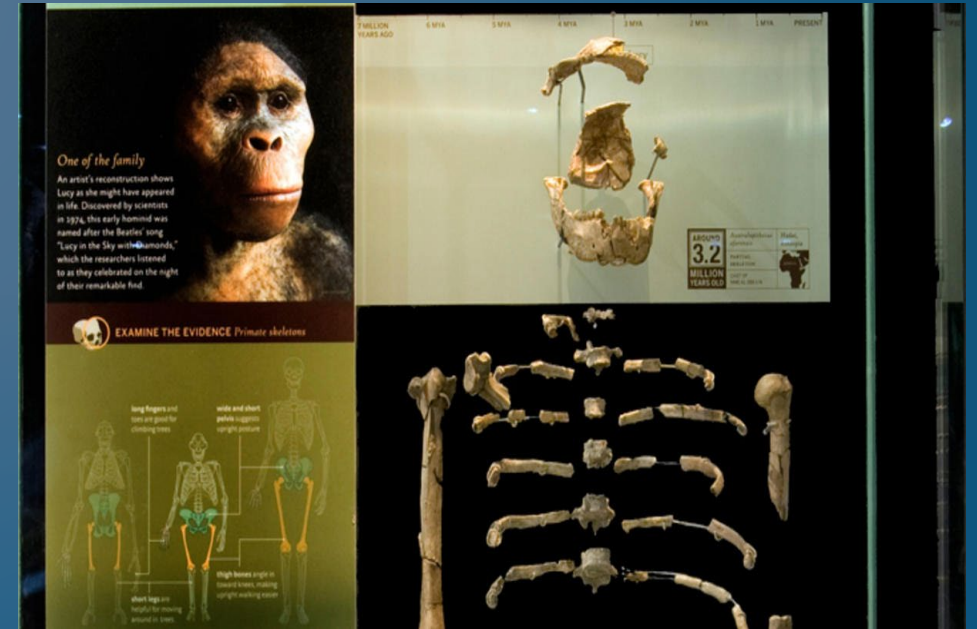 7 MILLION
YEARS AGO
6 MYA
5 MYA
4 MYA
3 MYA
2 MYA
1 MYA
PRESENT
One of the family
An artist's reconstruction shows
Lucy as she might have appeared
in life. Discovered by scientists
in 1974, this early hominid was
named after the Beatles' song
"Lucy in the Sky with Diamonds,"
which the researchers listened
to as they celebrated on the night
of their remarkable find.
AROUND
3.2
MILLION
YEARS OLD
Australopithecus
afarensis
PARTIAL
SKELETON
CAST OF
Hadar,
Ethiopia
EXAMINE THE EVIDENCE Primate skeletons
long fingers and
toes are good for
climbing trees
wide and short
pelvis suggests
upright posture
thigh bones angle in
toward knees, making
upright walking easier
short legs are
helpful for moving
around in trees